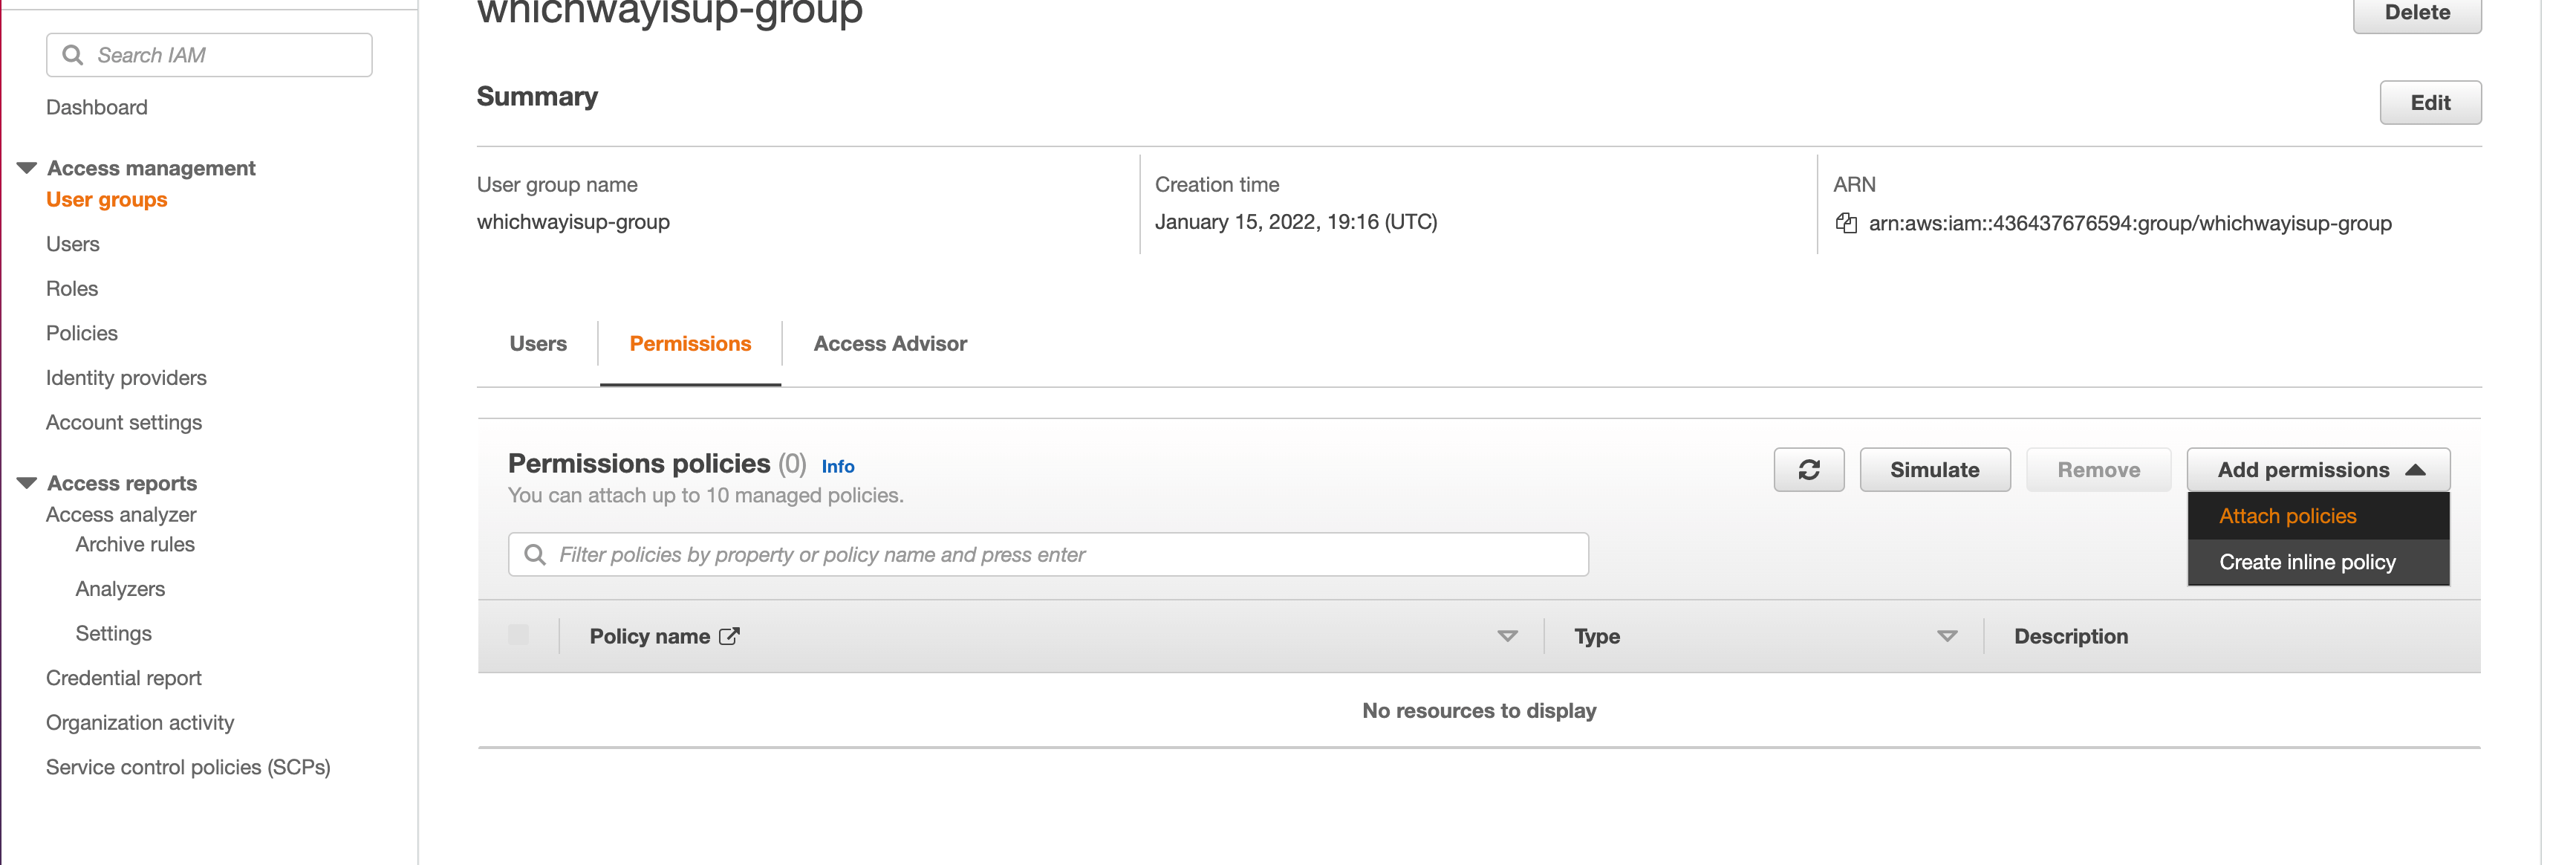 whichwayisup-group
Delete
Search IAM
Dashboard
Access management
User groups
Users
Roles
Policies
Identity providers
Account settings
Access reports
Access analyzer
Archive rules
Analyzers
Settings
Credential report
Organization activity
Service control policies (SCPs)
Summary
Edit
User group name
whichwayisup-group
Creation time
January 15, 2022, 19:16 (UTC)
ARN
arn:aws:iam::436437676594:group/whichwayisup-group
Users
Permissions
Access Advisor
Permissions policies (0) Info
You can attach up to 10 managed policies.
Simulate
Remove
Add permissions
Attach policies
Create inline policy
Filter policies by property or policy name and press enter
Policy name
Type
Description
No resources to display